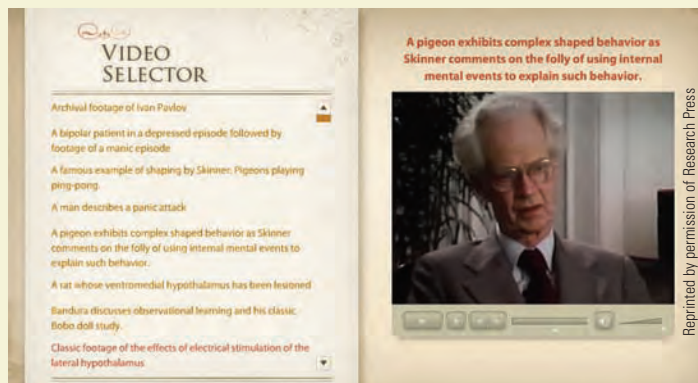 VIDEO
SELECTOR
Archival footage of Ivan Pavlov
A bipolar patient in a depressed episode followed by
footage of a manic episode
A famous example of shaping by Skinner. Pigeons playing
ping-pong.
A man describes a panic attack
A pigeon exhibits complex shaped behavior as Skinner
comments on the folly of using internal mental events to
explain such behavior.
A rat whose ventromedial hypothalamus has been lesioned
Bandura discusses observational learning and his classic
Bobo doll study.
Classic footage of the effects of electrical stimulation of the
lateral hypothalamus
A pigeon exhibits complex shaped behavior as
Skinner comments on the folly of using internal
mental events to explain such behavior.
Reprinted by permission of Research Press